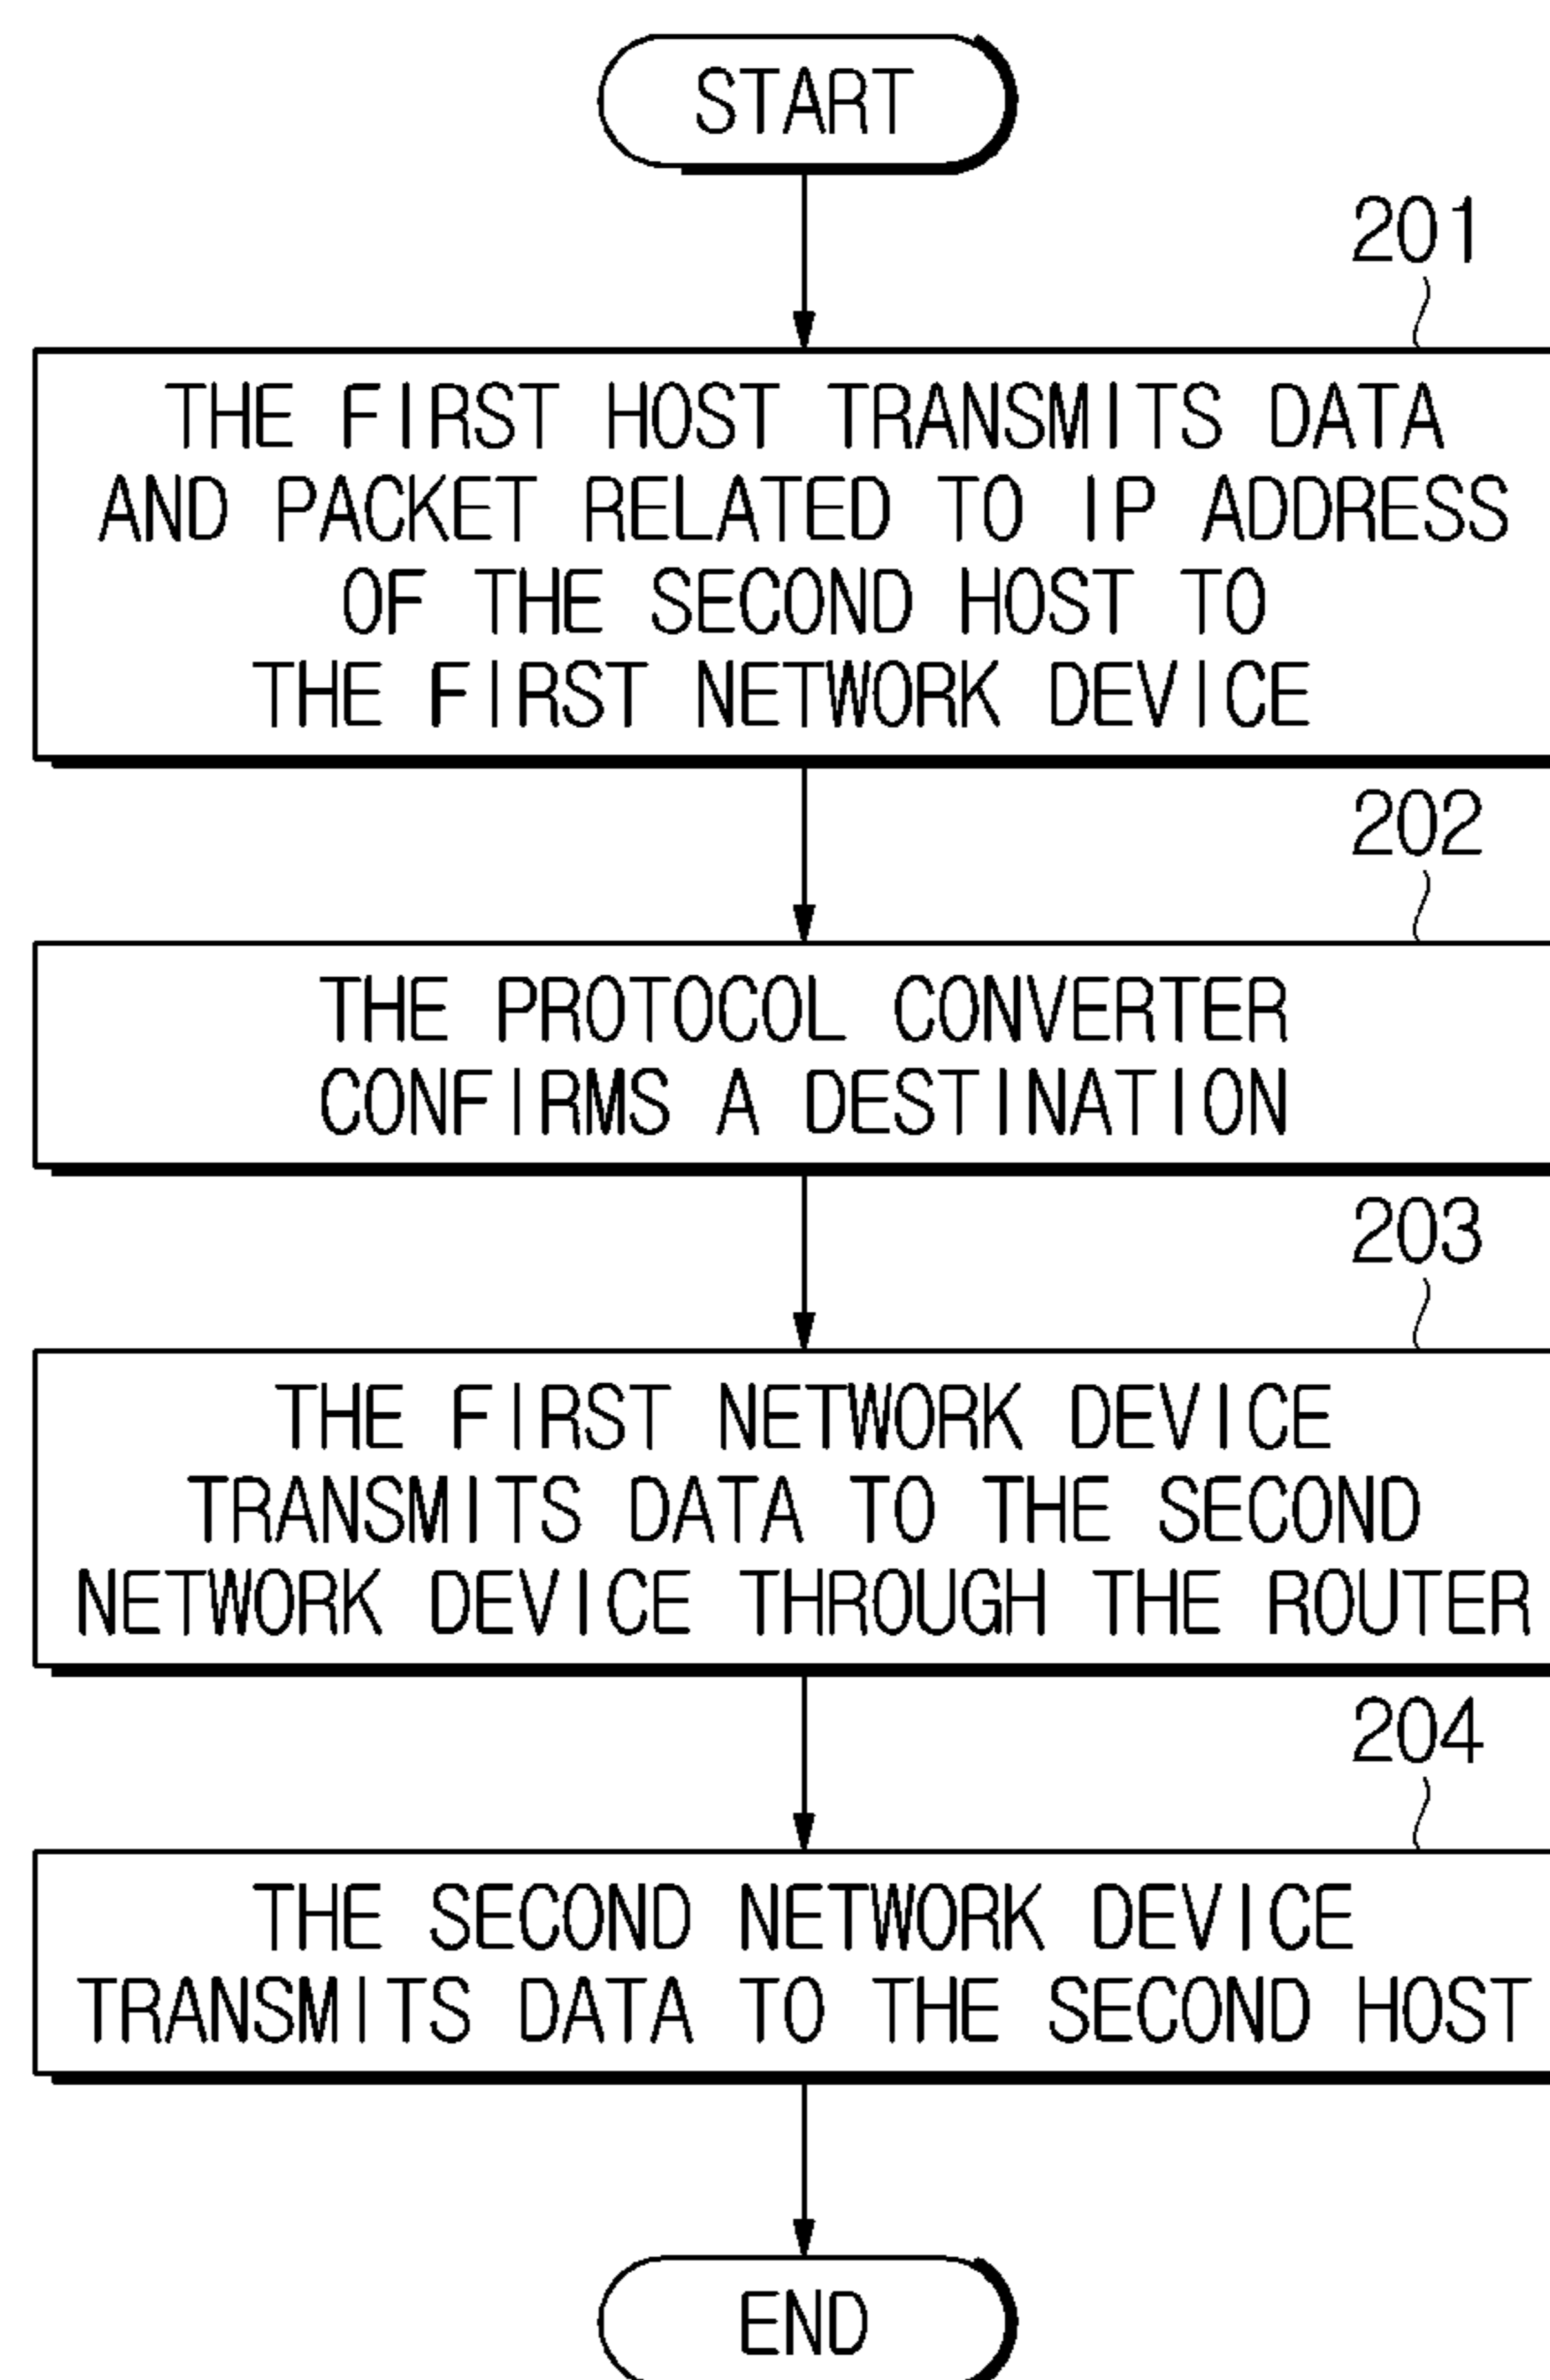 START
201
THE FIRST HOST TRANSMITS DATA
AND PACKET RELATED TO IP ADDRESS
OF THE SECOND HOST TO
THE FIRST NETWORK DEVICE
202
THE PROTOCOL CONVERTER
CONFIRMS A DESTINATION
203
THE FIRST NETWORK DEVICE
TRANSMITS DATA TO THE SECOND
NETWORK DEVICE THROUGH THE ROUTER
204
THE SECOND NETWORK DEVICE
TRANSMITS DATA TO THE SECOND HOST
END